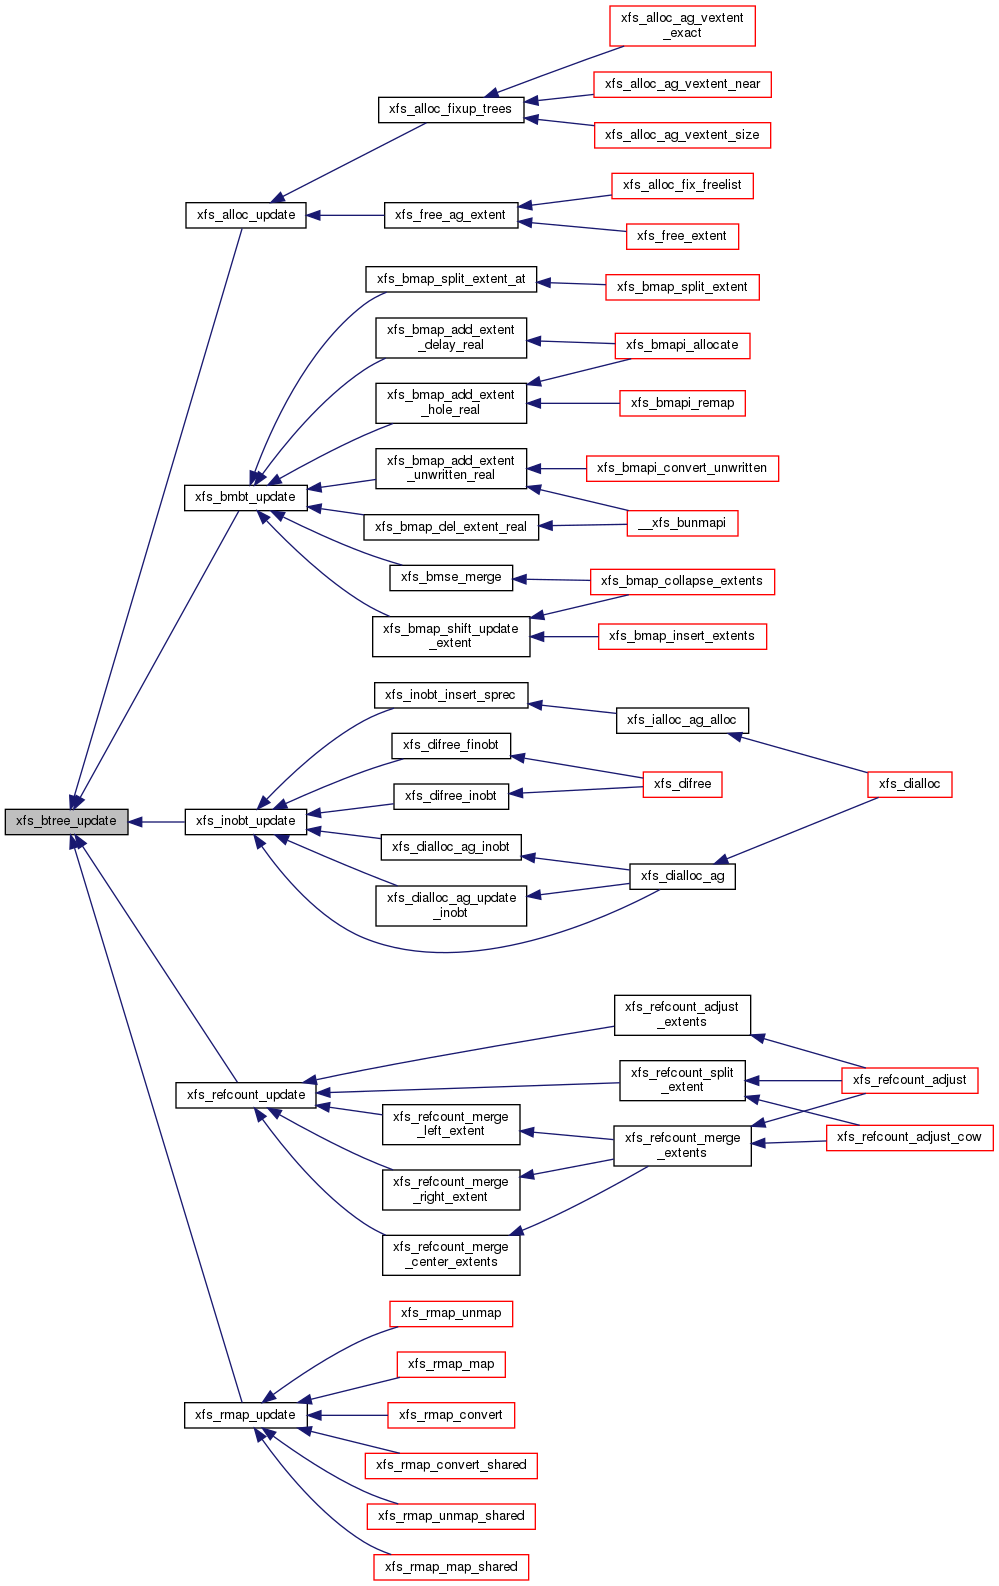 xfs_alloc_ag_vextent
_exact
xfs_alloc_ag_vextent_near
xfs_alloc_fixup_trees
xfs_alloc_ag_vextent_size
xfs_alloc_fix_freelist
xfs_alloc_update
xfs_free_ag_extent
xfs_free_extent
xfs_bmap_split_extent_at
xfs_bmap_split_extent
xfs_bmap_add_extent
_delay_real
xfs_bmapi_allocate
xfs_bmap_add_extent
_hole_real
xfs_bmapi_remap
xfs_bmap_add_extent
_unwritten_real
xfs_bmapi_convert_unwritten
xfs_bmbt_update
xfs_bmap_del_extent_real
__xfs_bunmapi
xfs_bmse_merge
xfs_bmap_collapse_extents
xfs_bmap_shift_update
_extent
xfs_bmap_insert_extents
xfs_inobt_insert_sprec
xfs_ialloc_ag_alloc
xfs_difree_finobt
xfs_difree
xfs_dialloc
xfs_difree_inobt
xfs_btree_update
xfs_inobt_update
xfs_dialloc_ag_inobt
xfs_dialloc_ag
xfs_dialloc_ag_update
_inobt
xfs_refcount_adjust
_extents
xfs_refcount_split
_extent
xfs_refcount_adjust
xfs_refcount_update
xfs_refcount_merge
_left_extent
xfs_refcount_merge
_extents
xfs_refcount_adjust_cow
xfs_refcount_merge
_right_extent
xfs_refcount_merge
_center_extents
xfs_rmap_unmap
xfs_rmap_map
xfs_rmap_update
xfs_rmap_convert
xfs_rmap_convert_shared
xfs_rmap_unmap_shared
xfs_rmap_map_shared